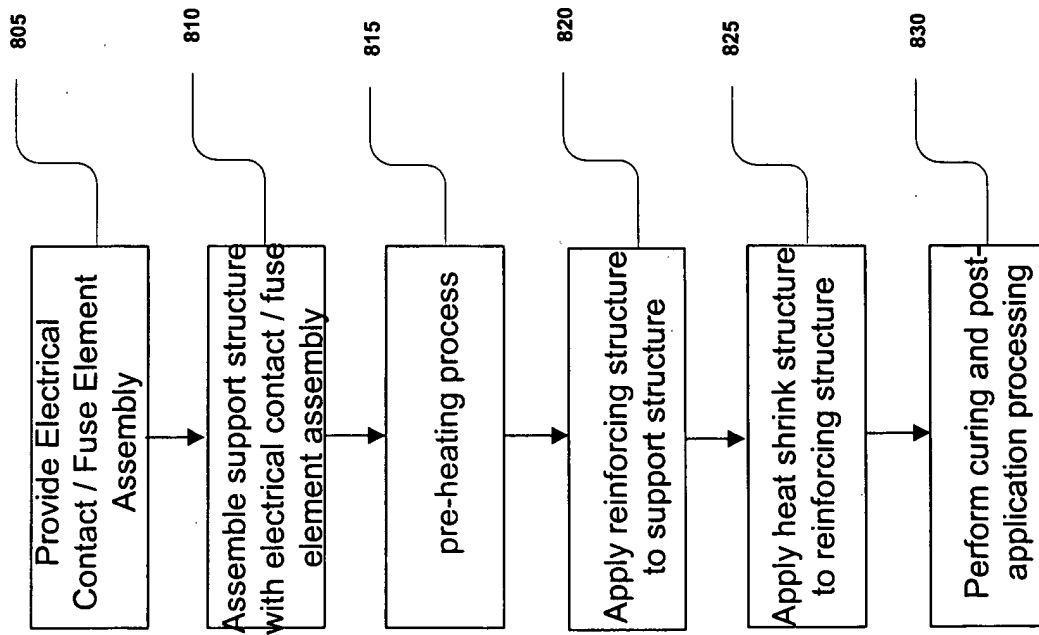 Provide Electrical
Contact / Fuse Element
Assembly
805
Assemble support structure
with electrical contact / fuse
element assembly
810
pre-heating process
815
Apply reinforcing structure
to support structure
820
Apply heat shrink structure
to reinforcing structure
825
Perform curing and post-
application processing
830